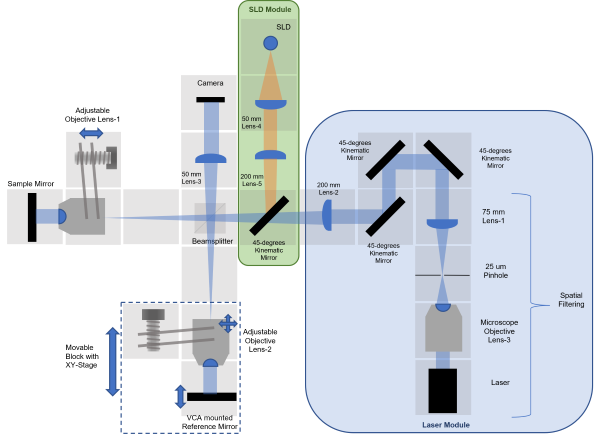 SLD Module
SLD
Camera
50 mm
Lens-4
Adjustable
Objective Lens-1
45-degrees
Kinematic
Mirror
45-degrees
Kinematic
Mirror
50 mm
Lens-3
200 mm
Lens-5
Sample Mirror
200 mm
Lens-2
75 mm
Lens-1
Beamsplitter
45-degrees
Kinematic
Mirror
45-degrees
Kinematic
Mirror
25 um
Pinhole
Spatial
Filtering
Microscope
Objective
Lens-3
Movable
Block with
XY-Stage
Adjustable
Objective
Lens-2
Laser
VCA mounted
Reference Mirror
Laser Module